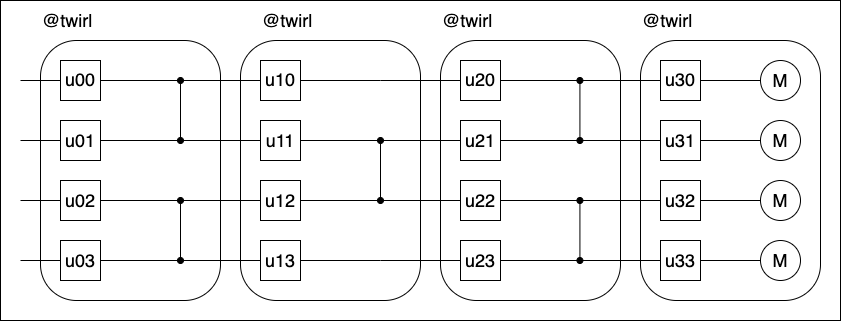 @twirl @twirl @twirl @twirl
u00 u10 u20 u30 M
u01 u11 u21 u31 M
u02 u12 u22 u32 M
u03 u13 u23 u33 M